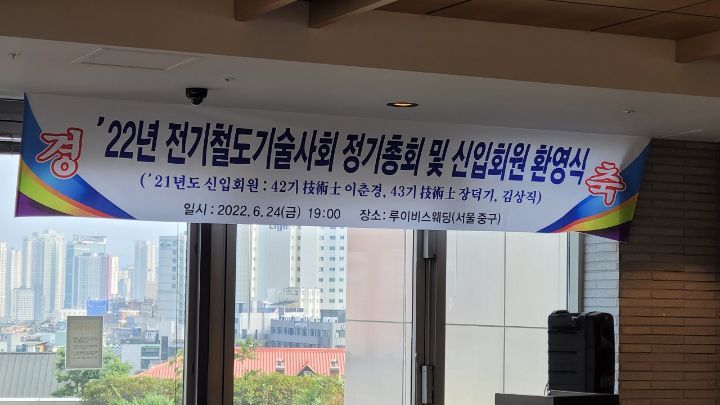 경 축
'22년 전기철도기술사회 정기총회 및 신입회원 환영식
('21년도 신입회원 : 42기 技術士 이춘경, 43기 技術士 장덕기, 김상직)
일시 : 2022. 6. 24(금) 19:00 장소 : 루이비스웨딩(서울 중구)